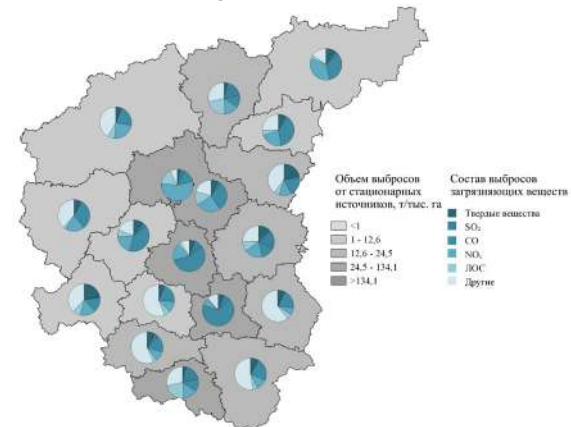 Объем выбросов
от стационарных
источников, т/тыс. га
<1
1 - 12,6
12,6 - 24,5
24,5 - 134,1
>134,1
Состав выбросов
загрязняющих веществ
Твердые вещества
SO₂
CO
NOₓ
ЛОС
Другие